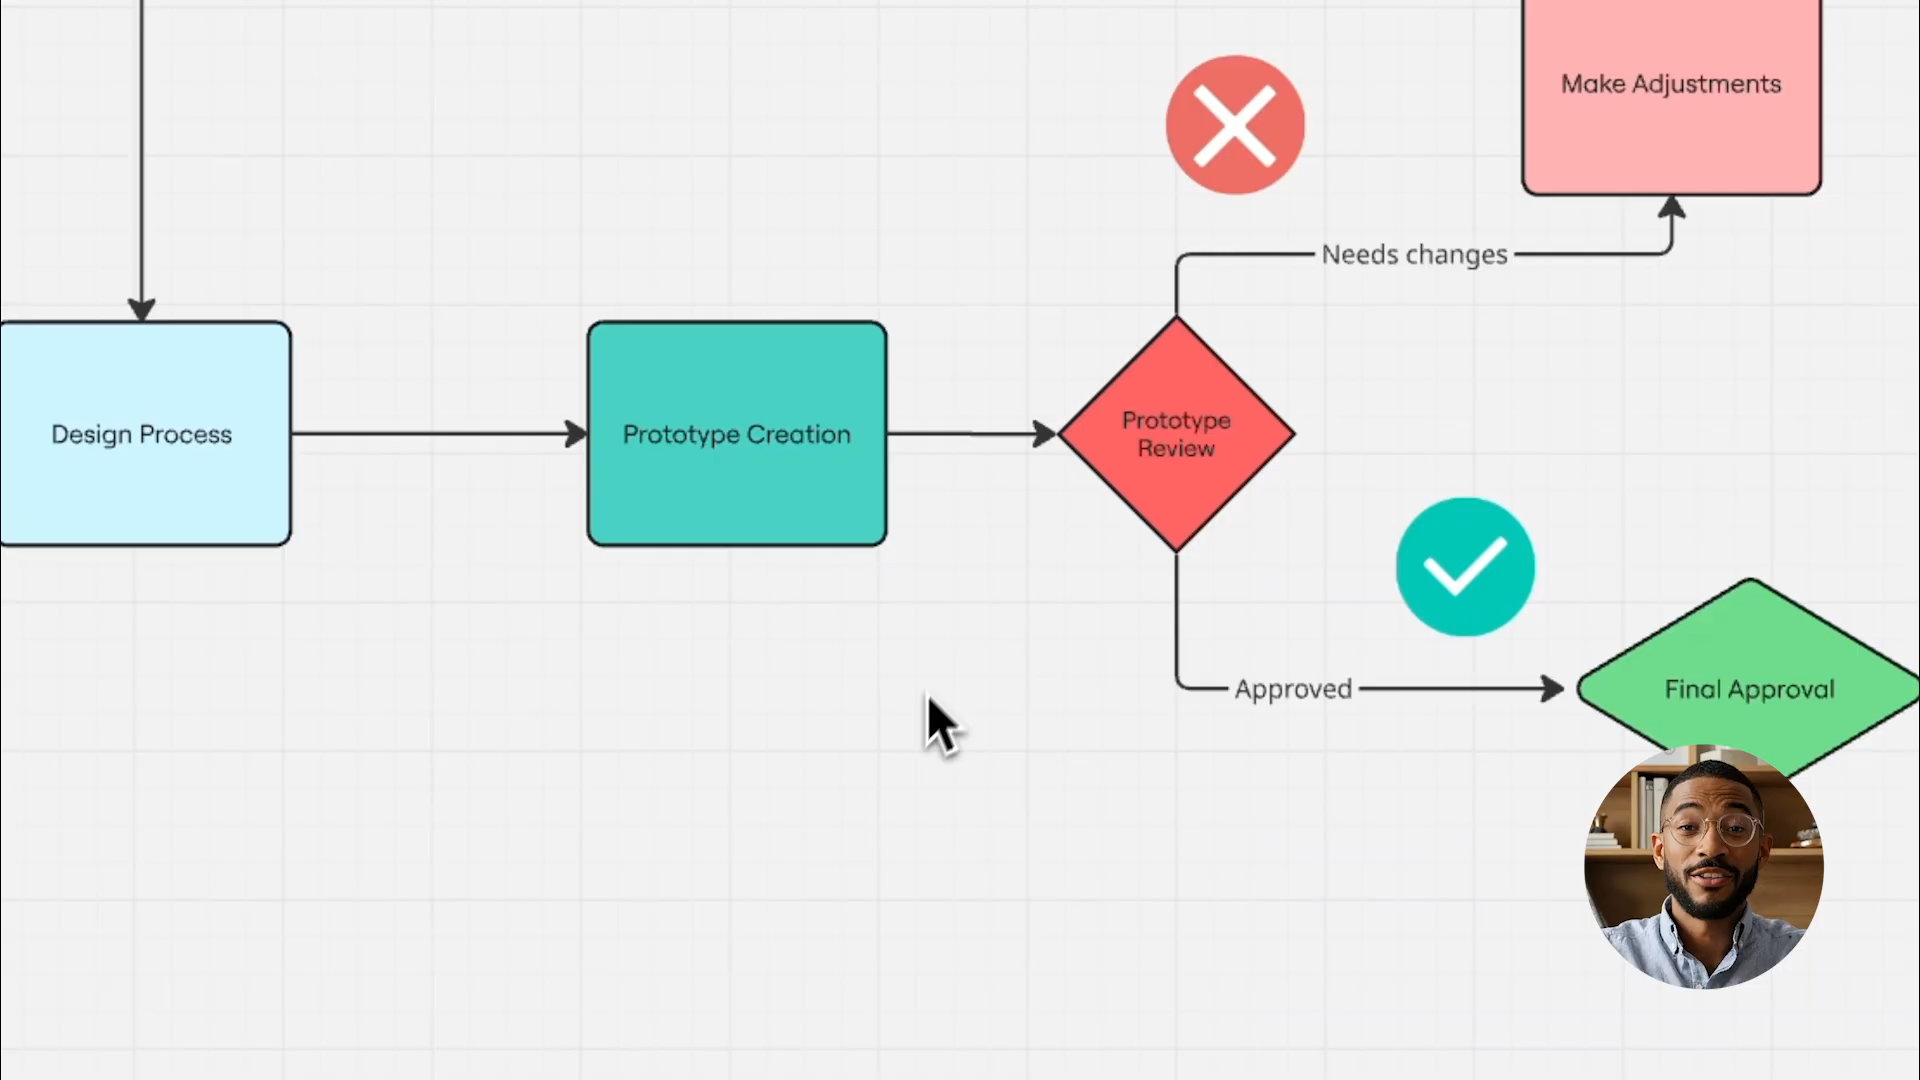 Make Adjustments
Needs changes
Design Process
Prototype Creation
Prototype
Review
Approved
Final Approval